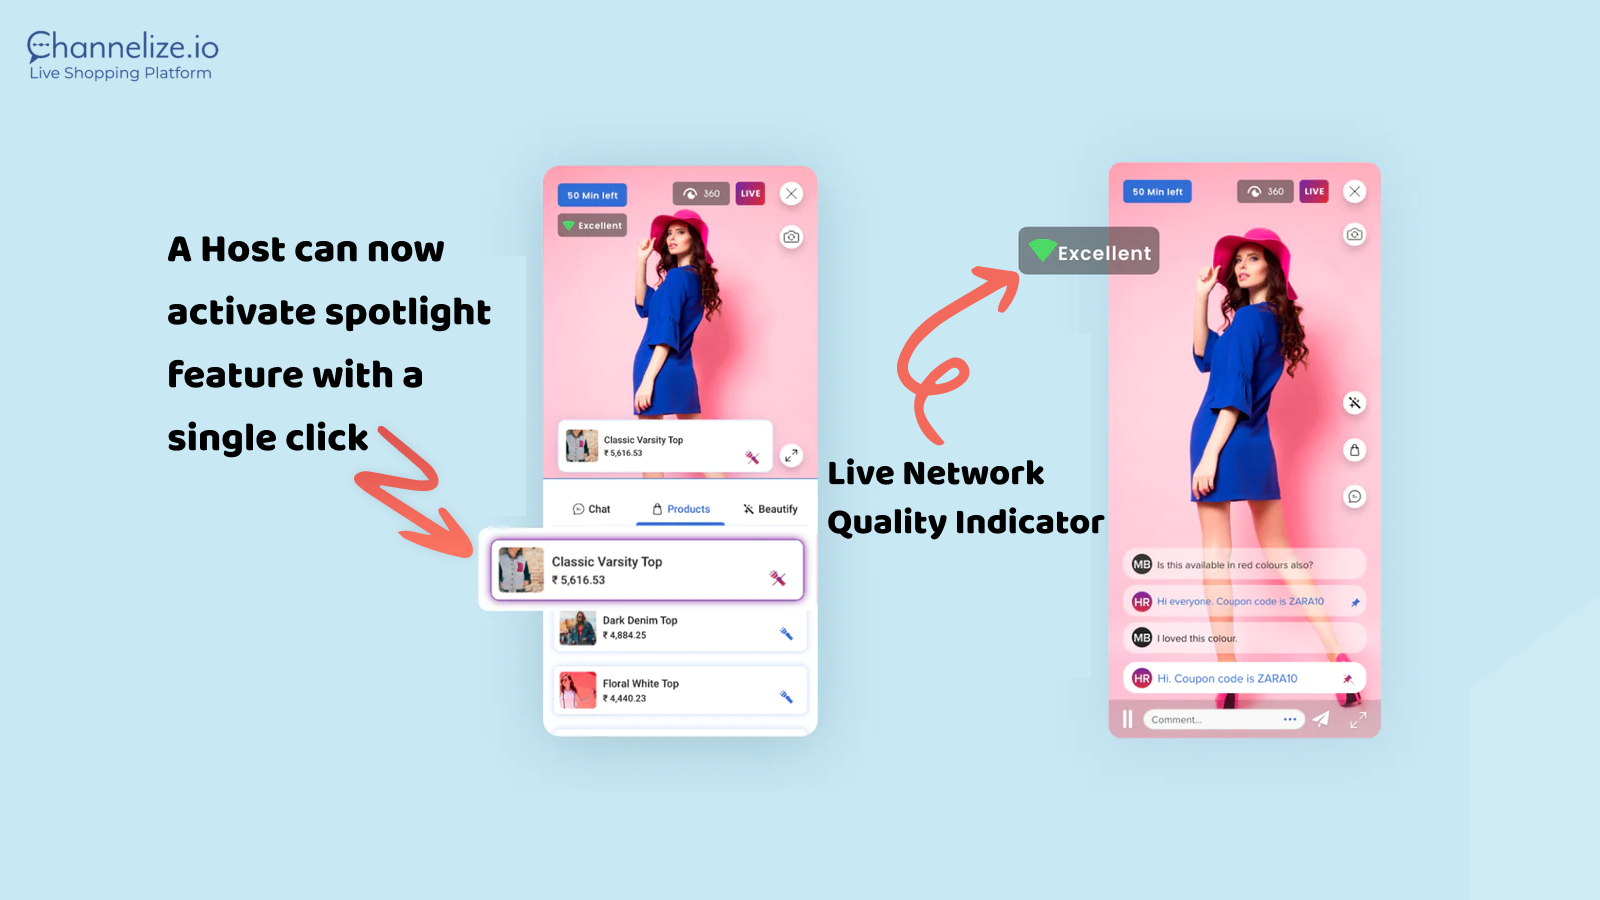 Channelize.io
Live Shopping Platform
A Host can now
activate spotlight
feature with a
single click
50 Min left
360
LIVE
Excellent
Classic Varsity Top
₹ 5,616.53
Chat
Products
Beautify
Classic Varsity Top
₹ 5,616.53
Dark Denim Top
₹ 4,884.25
Floral White Top
₹ 4,440.23
Live Network
Quality Indicator
50 Min left
360
LIVE
Excellent
MB Is this available in red colours also?
HR Hi everyone. Coupon code is ZARA10
MB I loved this colour.
HR Hi. Coupon code is ZARA10
Comment...